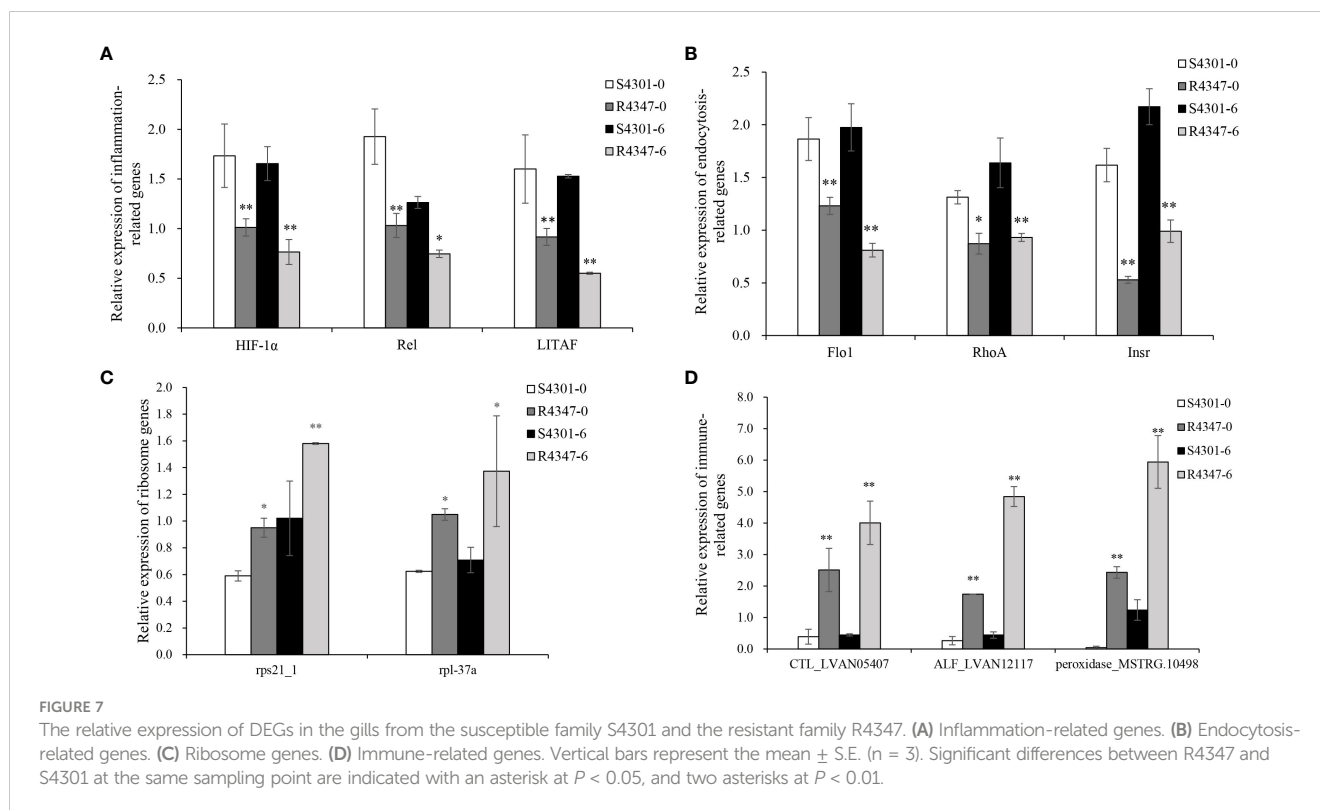 A
Relative expression of inflammation-
related genes
2.5
2.0
1.5
1.0
0.5
0.0
S4301-0
R4347-0
S4301-6
R4347-6
**
**
**
*
**
**
HIF-1α
Rel
LITAF
B
Relative expression of endocytosis-
related genes
2.5
2.0
1.5
1.0
0.5
0.0
S4301-0
R4347-0
S4301-6
R4347-6
**
**
*
**
**
**
Flo1
RhoA
Insr
C
Relative expression of ribosome genes
2.0
1.8
1.6
1.4
1.2
1.0
0.8
0.6
0.4
0.2
0.0
S4301-0
R4347-0
S4301-6
R4347-6
*
**
*
*
rps21_1
rpl-37a
D
Relative expression of immune-
related genes
8.0
7.0
6.0
5.0
4.0
3.0
2.0
1.0
0.0
S4301-0
R4347-0
S4301-6
R4347-6
**
**
**
**
**
**
CTL_LVAN05407
ALF_LVAN12117
peroxidase_MSTRG.10498
FIGURE 7
The relative expression of DEGs in the gills from the susceptible family S4301 and the resistant family R4347. (A) Inflammation-related genes. (B) Endocytosis-
related genes. (C) Ribosome genes. (D) Immune-related genes. Vertical bars represent the mean ± S.E. (n = 3). Significant differences between R4347 and
S4301 at the same sampling point are indicated with an asterisk at P < 0.05, and two asterisks at P < 0.01.